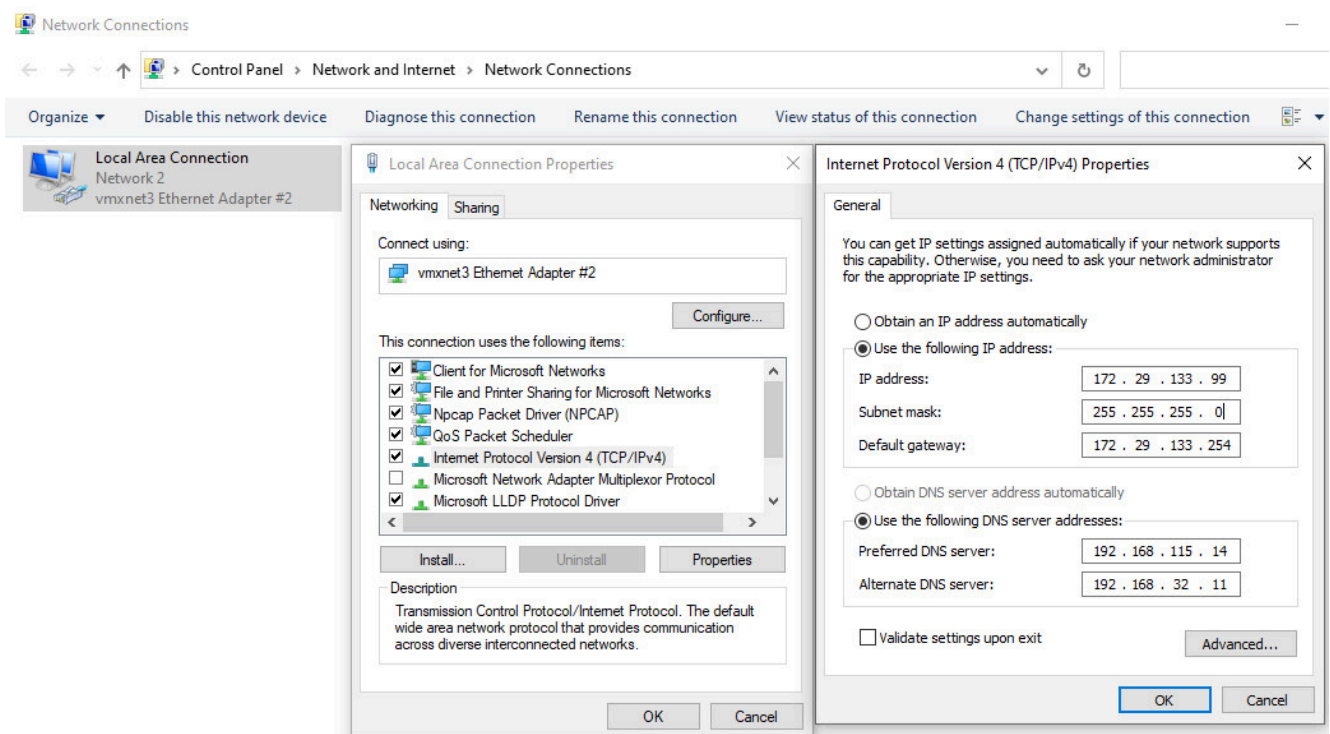 Network Connections
Control Panel > Network and Internet > Network Connections
Organize Disable this network device Diagnose this connection Rename this connection View status of this connection Change settings of this connection
Local Area Connection
Network 2
vmxnet3 Ethernet Adapter #2
Local Area Connection Properties
Networking Sharing
Connect using:
vmxnet3 Ethernet Adapter #2
Configure...
This connection uses the following items:
Client for Microsoft Networks
File and Printer Sharing for Microsoft Networks
Npcap Packet Driver (NPCAP)
QoS Packet Scheduler
Internet Protocol Version 4 (TCP/IPv4)
Microsoft Network Adapter Multiplexor Protocol
Microsoft LLDP Protocol Driver
Install... Uninstall Properties
Description
Transmission Control Protocol/Internet Protocol. The default
wide area network protocol that provides communication
across diverse interconnected networks.
OK Cancel
Internet Protocol Version 4 (TCP/IPv4) Properties
General
You can get IP settings assigned automatically if your network supports
this capability. Otherwise, you need to ask your network administrator
for the appropriate IP settings.
Obtain an IP address automatically
Use the following IP address:
IP address: 172 . 29 . 133 . 99
Subnet mask: 255 . 255 . 255 . 0
Default gateway: 172 . 29 . 133 . 254
Obtain DNS server address automatically
Use the following DNS server addresses:
Preferred DNS server: 192 . 168 . 115 . 14
Alternate DNS server: 192 . 168 . 32 . 11
Validate settings upon exit
Advanced...
OK Cancel